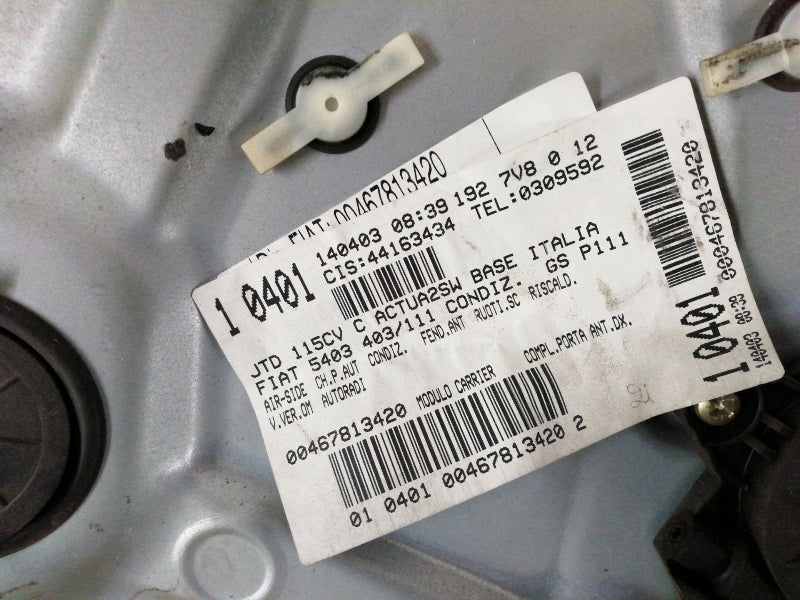 FIAT: 00467813420
1 0401
140403 08:39 192 7V8 0 12
CIS:44163434 TEL:0309592
JTD 115CV C ACTUA2SW BASE ITALIA
FIAT 5403 403/111 CONDIZ. GS P111
AIR-SIDE CH.P.AUT CONDIZ. FEND.ANT RUOTI.SC RISCALD.
V.VER.OM AUTORADI
COMPL.PORTA ANT.DX.
00467813420 MODULO CARRIER
01 0401 00467813420 2
21
1 0401
00467813420
140403 08:39